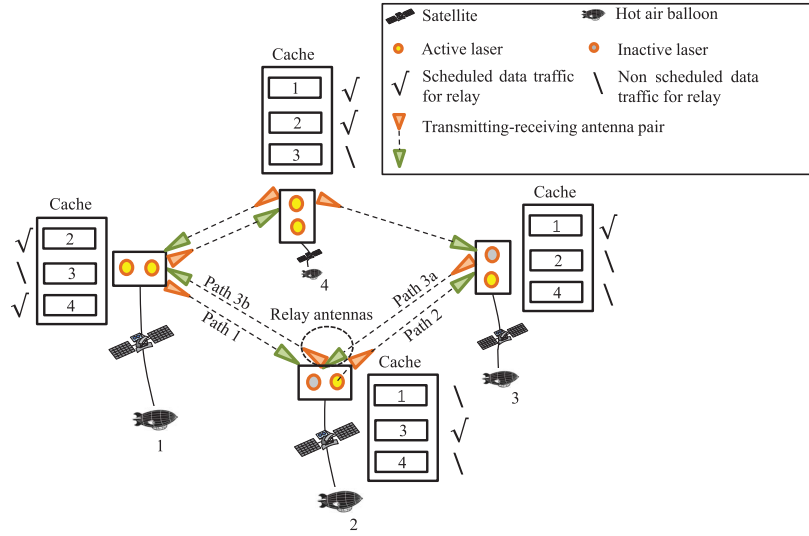 Satellite
Hot air balloon
Active laser
Inactive laser
Scheduled data traffic
for relay
Non scheduled data
traffic for relay
Transmitting-receiving antenna pair
Cache
1
2
3
Cache
2
3
4
Cache
1
2
4
4
Path 3b
Path 1
Relay antennas
Path 3a
Path 2
Cache
1
3
4
1
2
3